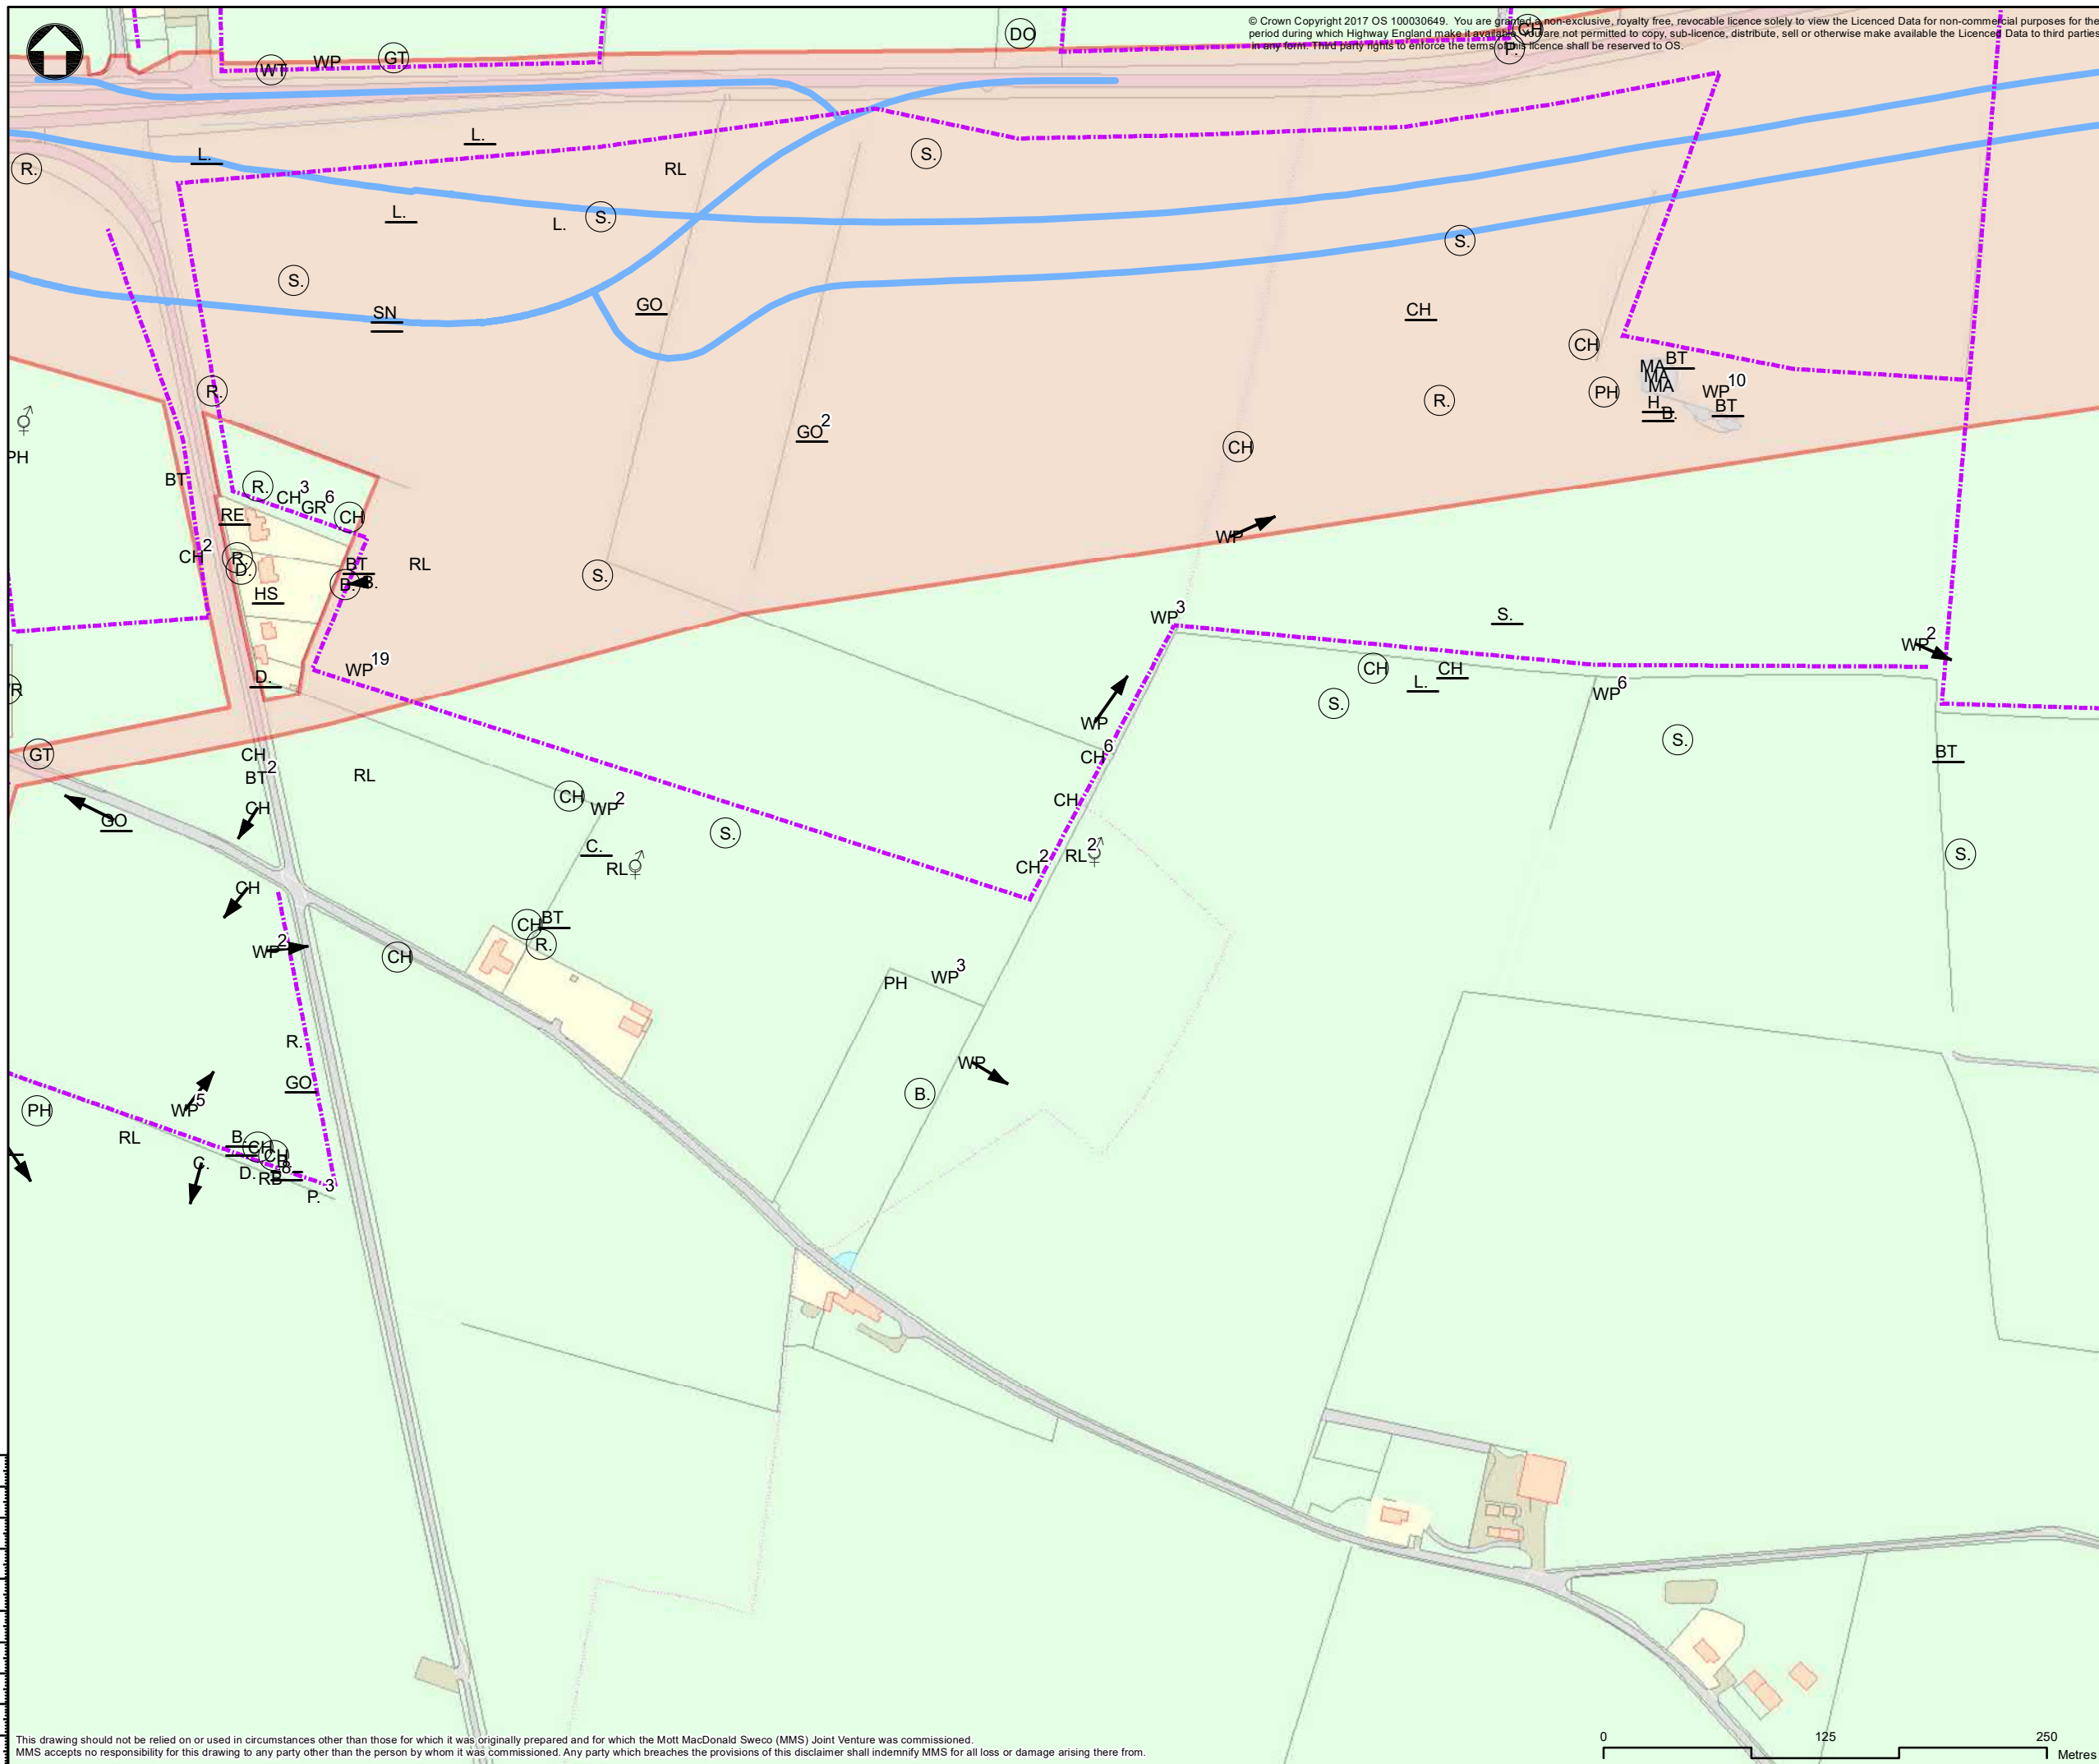 © Crown Copyright 2017 OS 100030649. You are granted a non-exclusive, royalty free, revocable licence solely to view the Licenced Data for non-commercial purposes for the
period during which Highway England make it available. You are not permitted to copy, sub-licence, distribute, sell or otherwise make available the Licenced Data to third parties
in any form. Third party rights to enforce the terms of this licence shall be reserved to OS.
DO
CH
P.
WT
WP
GT
L.
L.
R.
RL
S.
L.
L.
S.
S.
S.
SN
GO
CH
CH
BT
MA
MA
MA
WP 10
PH
R.
H.
B.
BT
R.
GO 2
CH
PH
BT
R.
CH 3
GR 6
CH
RE
WP
CH 2
R.
D.
BT
RL
B.
B.
S.
HS
WP 3
S.
WP 2
WP 19
CH
CH
D.
L.
R
WP 6
S.
WP
S.
GT
CH
CH 6
BT
BT 2
RL
CH
WP 2
CH
CH
GO
S.
C.
RL
CH 2
RL 2
S.
CH
CH
BT
R.
WP 2
CH
PH
WP 3
R.
WP
GO
B.
PH
WP 5
RL
B.
CH
CH
B.
C.
8
D.
RB
P. 3
0
125
250
Metres
This drawing should not be relied on or used in circumstances other than those for which it was originally prepared and for which the Mott MacDonald Sweco (MMS) Joint Venture was commissioned.
MMS accepts no responsibility for this drawing to any party other than the person by whom it was commissioned. Any party which breaches the provisions of this disclaimer shall indemnify MMS for all loss or damage arising there from.